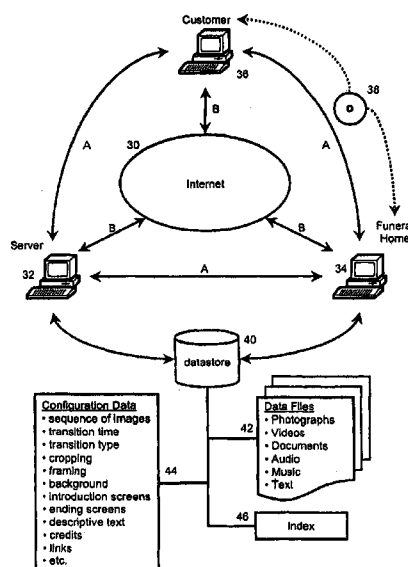 Customer
36
38
B
30
A
A
Internet
Funeral
Home
Server
B
B
32
A
34
40
datastore
Configuration Data
• sequence of images
• transition time
• transition type
• cropping
• framing
• background
• introduction screens
• ending screens
• descriptive text
• credits
• links
• etc.
44
42
Data Files
• Photographs
• Videos
• Documents
• Audio
• Music
• Text
46
Index